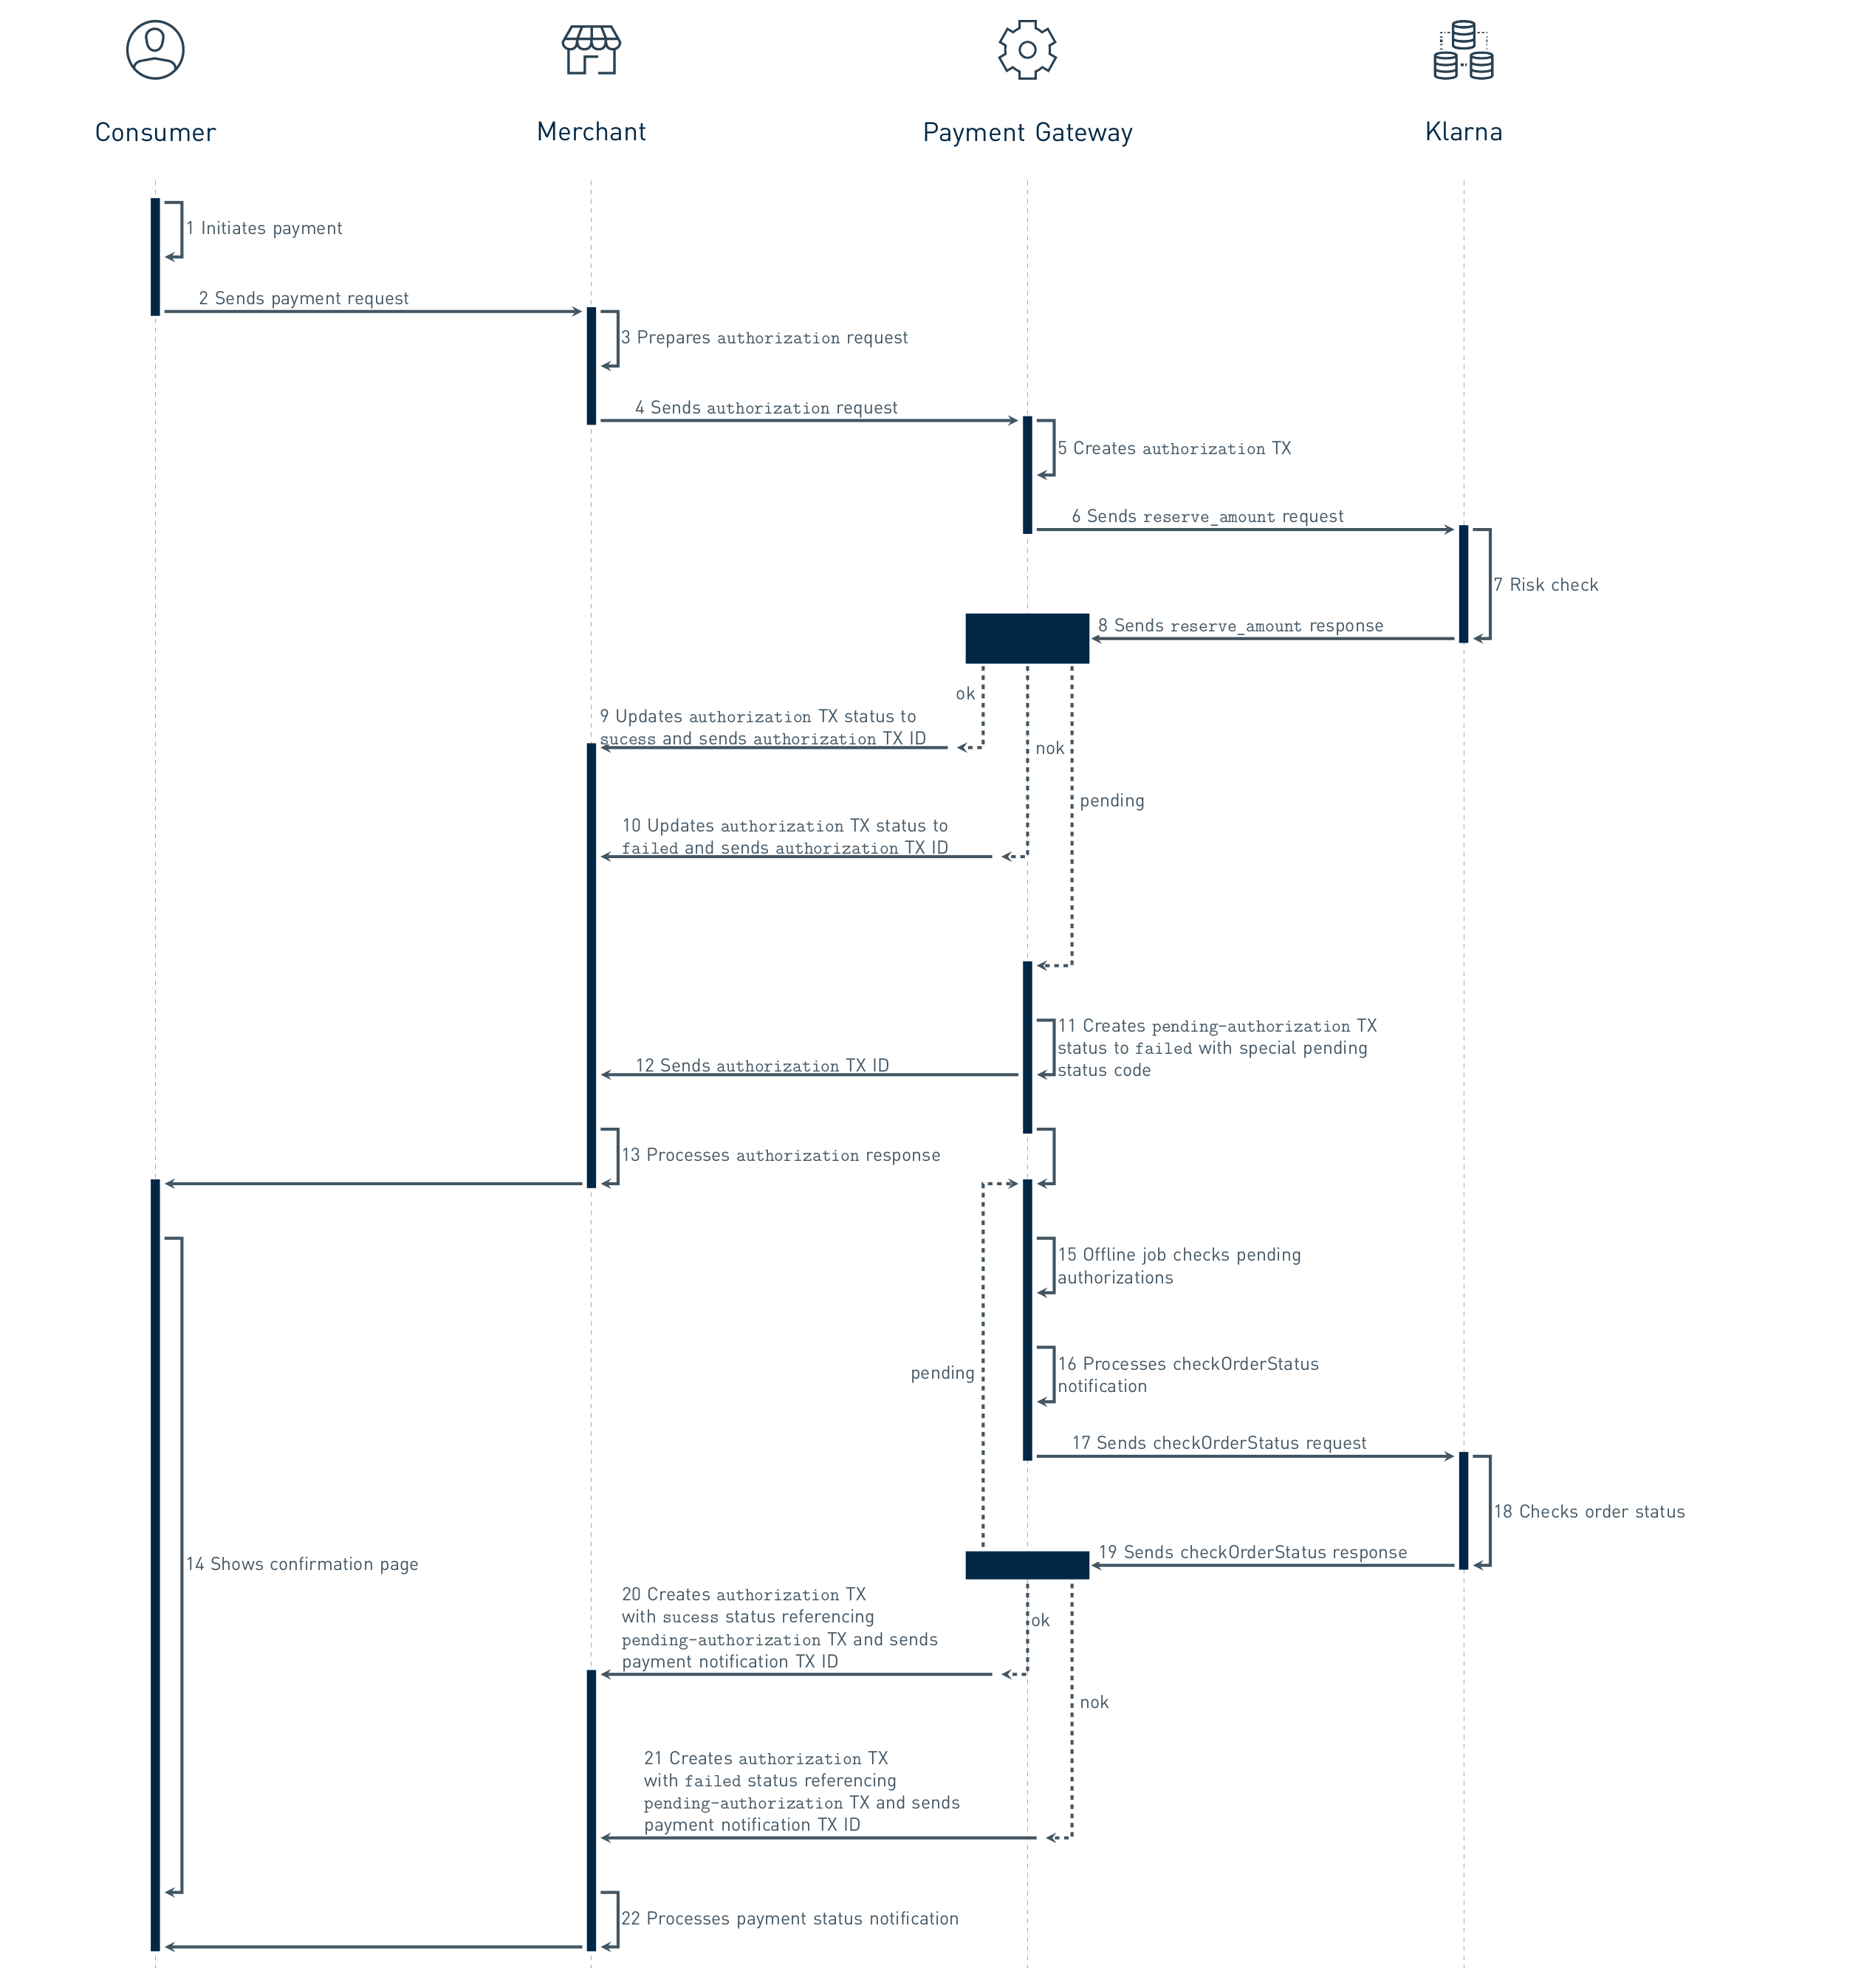 Consumer
Merchant
Payment Gateway
Klarna
1 Initiates payment
2 Sends payment request
3 Prepares authorization request
4 Sends authorization request
5 Creates authorization TX
6 Sends reserve_amount request
7 Risk check
8 Sends reserve_amount response
ok
9 Updates authorization TX status to
sucess and sends authorization TX ID
nok
pending
10 Updates authorization TX status to
failed and sends authorization TX ID
11 Creates pending-authorization TX
status to failed with special pending
status code
12 Sends authorization TX ID
13 Processes authorization response
15 Offline job checks pending
authorizations
pending
16 Processes checkOrderStatus
notification
17 Sends checkOrderStatus request
18 Checks order status
19 Sends checkOrderStatus response
14 Shows confirmation page
20 Creates authorization TX
with sucess status referencing
pending-authorization TX and sends
payment notification TX ID
ok
nok
21 Creates authorization TX
with failed status referencing
pending-authorization TX and sends
payment notification TX ID
22 Processes payment status notification